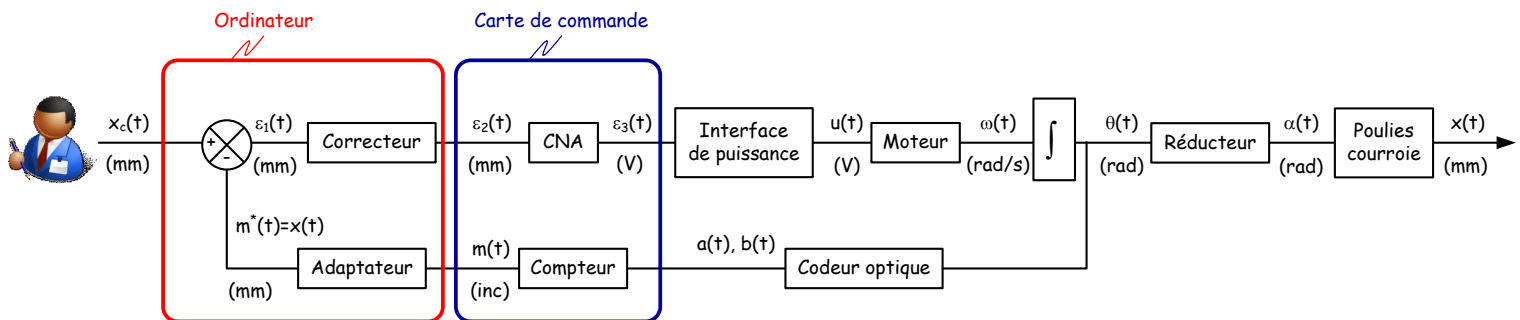 Ordinateur
Carte de commande
xc(t)
(mm)
+
-
ε1(t)
(mm)
Correcteur
ε2(t)
(mm)
CNA
ε3(t)
(V)
Interface
de puissance
u(t)
(V)
Moteur
ω(t)
(rad/s)
∫
θ(t)
(rad)
Réducteur
α(t)
(rad)
Poulies
courroie
x(t)
(mm)
m*(t)=x(t)
(mm)
Adaptateur
m(t)
(inc)
Compteur
a(t), b(t)
Codeur optique